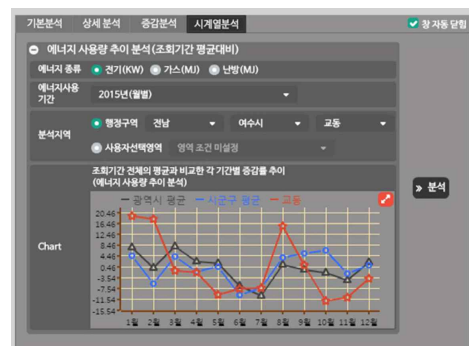 기본분석 상세 분석 증감분석 시계열분석 창 자동 닫힘
에너지 사용량 추이 분석(조회기간 평균대비)
에너지 종류 전기(KW) 가스(MJ) 난방(MJ)
에너지사용
기간 2015년(월별)
분석지역 행정구역 전남 여수시 교동
사용자선택영역 영역 조건 미설정
» 분석
조회기간 전체의 평균과 비교한 각 기간별 증감률 추이
(에너지 사용량 추이 분석)
광역시 평균 시군구 평균 교동
Chart
20.46
16.46
12.46
8.46
4.46
0.46
-3.54
-7.54
-11.54
-15.54
1월 2월 3월 4월 5월 6월 7월 8월 9월 10월 11월 12월